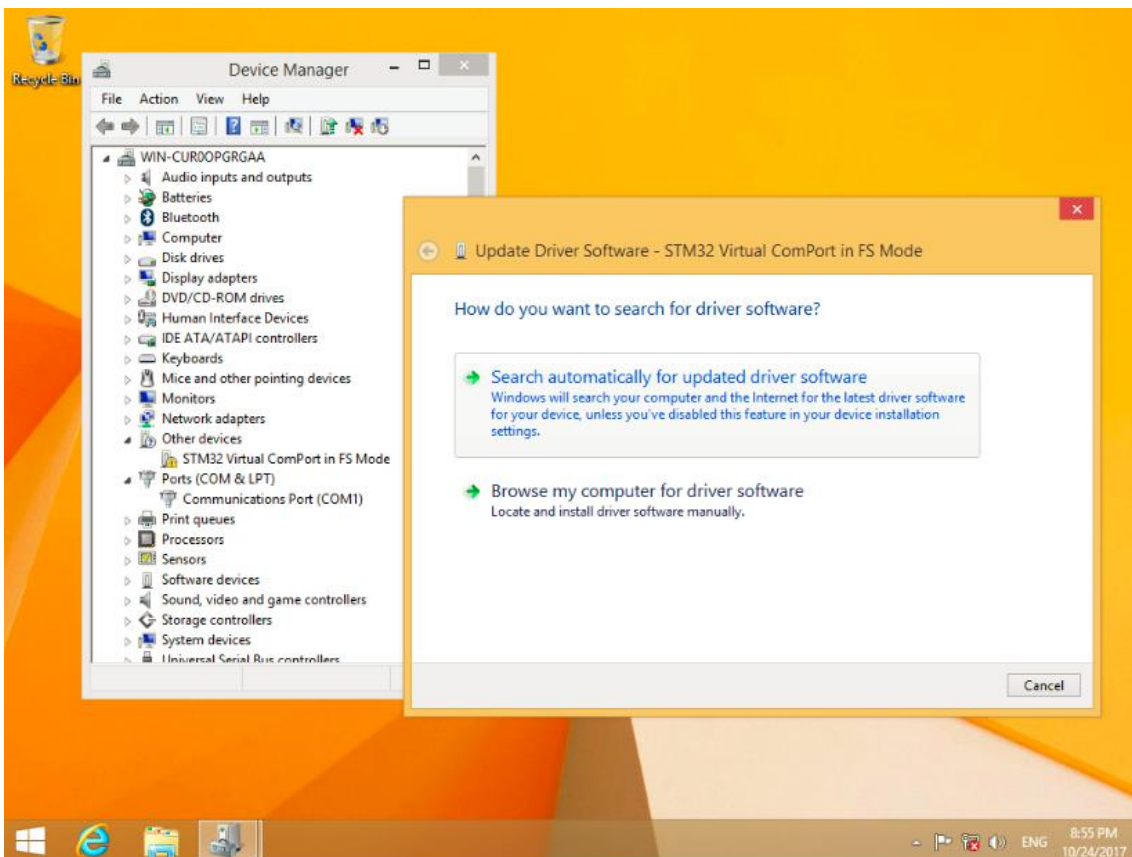 Recycle Bin
Device Manager
File Action View Help
WIN-CUR0OPGRGAA
Audio inputs and outputs
Batteries
Bluetooth
Computer
Disk drives
Display adapters
DVD/CD-ROM drives
Human Interface Devices
IDE ATA/ATAPI controllers
Keyboards
Mice and other pointing devices
Monitors
Network adapters
Other devices
STM32 Virtual ComPort in FS Mode
Ports (COM & LPT)
Communications Port (COM1)
Print queues
Processors
Sensors
Software devices
Sound, video and game controllers
Storage controllers
System devices
Universal Serial Bus controllers
Update Driver Software - STM32 Virtual ComPort in FS Mode
How do you want to search for driver software?
Search automatically for updated driver software
Windows will search your computer and the Internet for the latest driver software
for your device, unless you've disabled this feature in your device installation
settings.
Browse my computer for driver software
Locate and install driver software manually.
Cancel
ENG
8:55 PM
10/24/2017